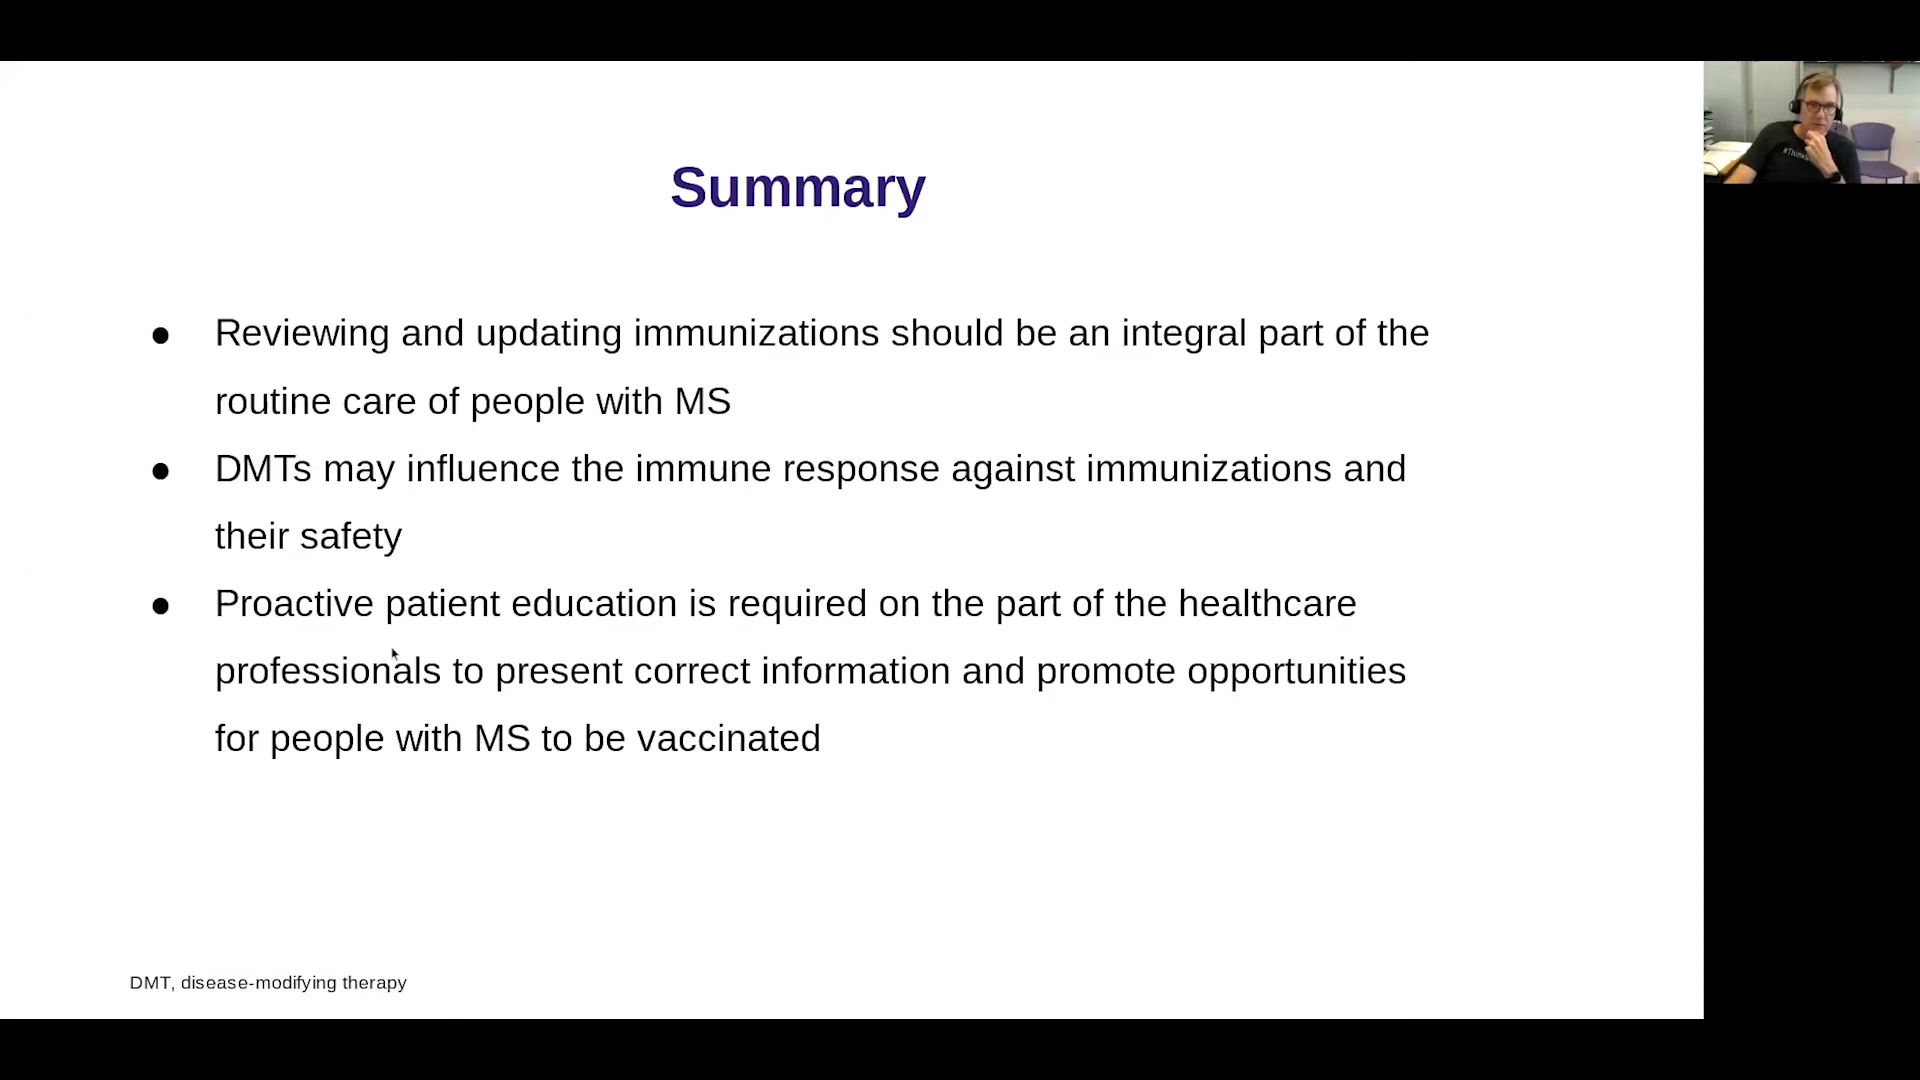 Summary
● Reviewing and updating immunizations should be an integral part of the
routine care of people with MS
● DMTs may influence the immune response against immunizations and
their safety
● Proactive patient education is required on the part of the healthcare
professionals to present correct information and promote opportunities
for people with MS to be vaccinated
DMT, disease-modifying therapy